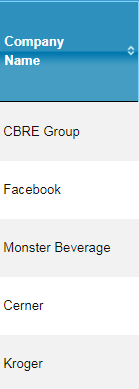 Company
Name
CBRE Group
Facebook
Monster Beverage
Cerner
Kroger